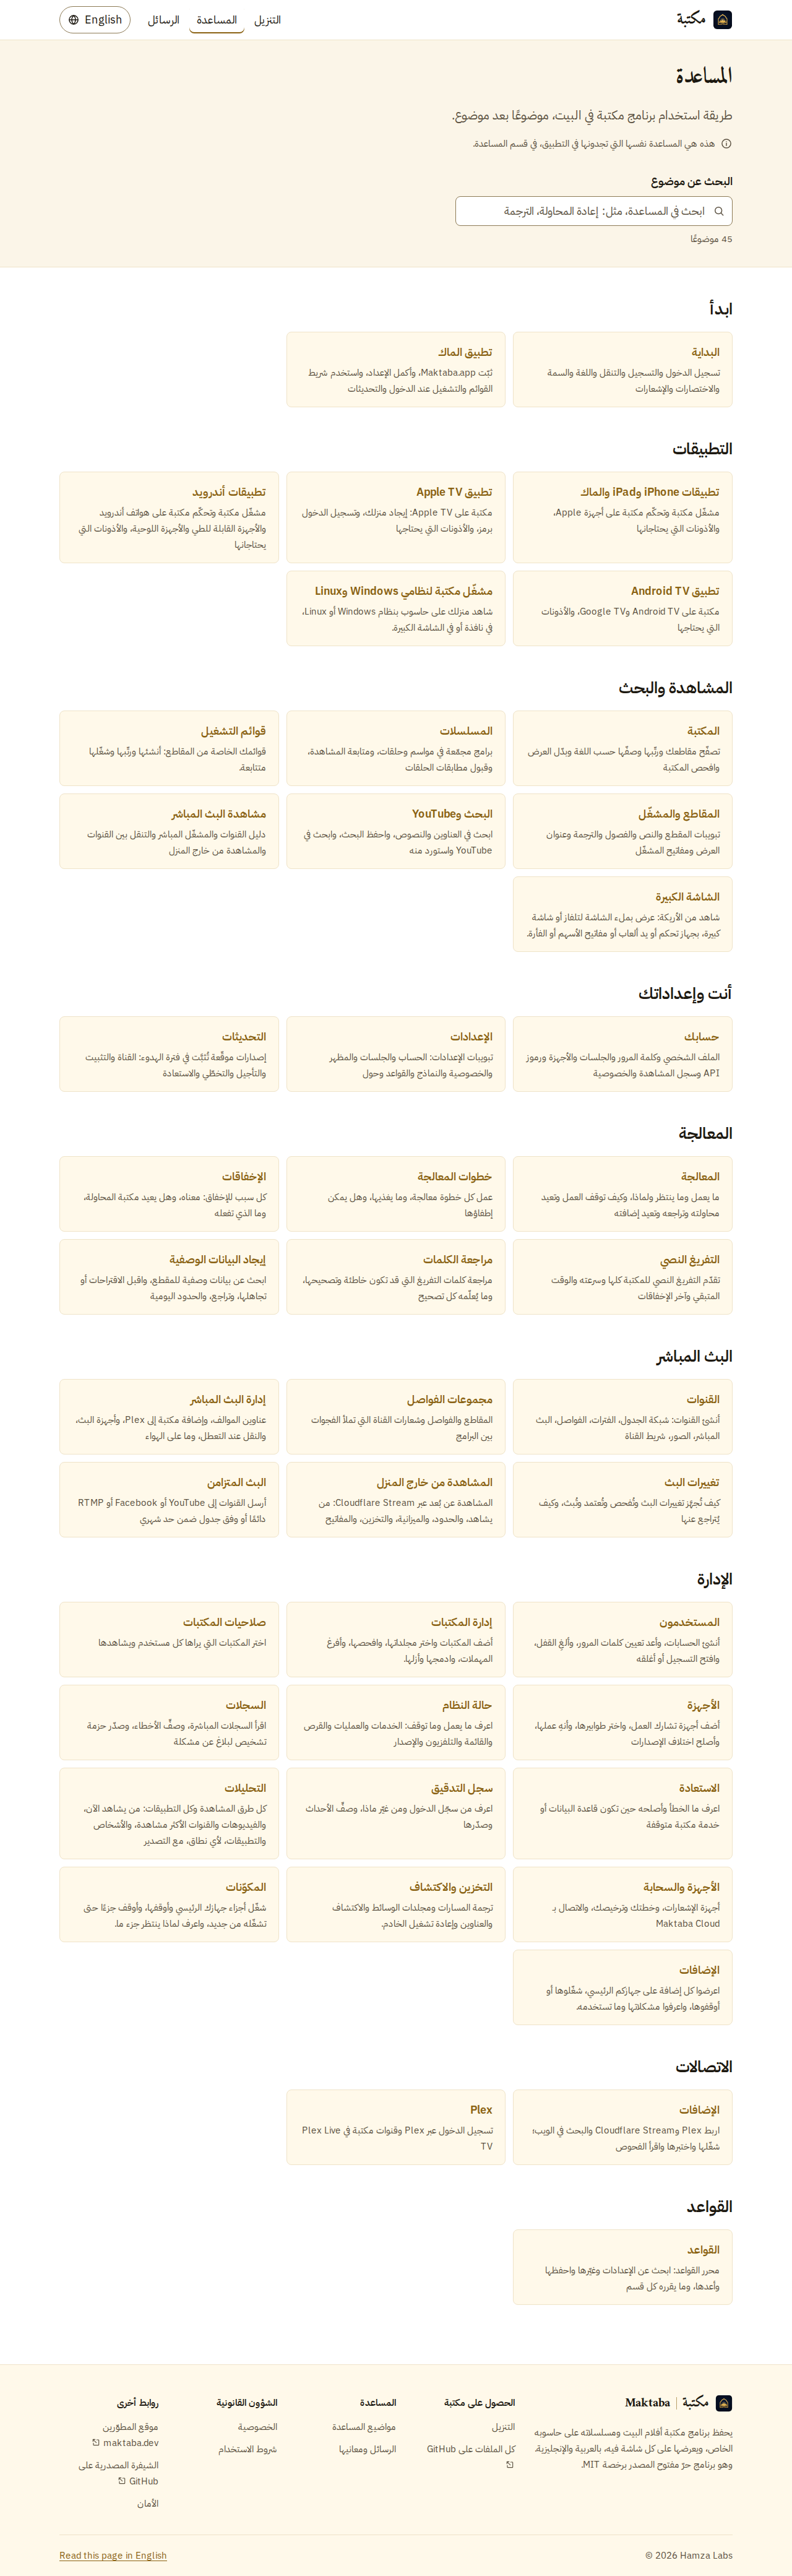 مكتبة
التنزيل
المساعدة
الرسائل
English
المساعدة
طريقة استخدام برنامج مكتبة في البيت، موضوعًا بعد موضوع.
هذه هي المساعدة نفسها التي تجدونها في التطبيق، في قسم المساعدة.
البحث عن موضوع
ابحث في المساعدة، مثل: إعادة المحاولة، الترجمة
45 موضوعًا
ابدأ
البداية
تسجيل الدخول والتسجيل والتنقل واللغة والسمة
والاختصارات والإشعارات
تطبيق الماك
ثبّت Maktaba.app، وأكمل الإعداد، واستخدم شريط
القوائم والتشغيل عند الدخول والتحديثات
التطبيقات
تطبيقات iPhone وiPad والماك
مشغّل مكتبة وتحكّم مكتبة على أجهزة Apple،
والأذونات التي يحتاجانها
تطبيق Apple TV
مكتبة على Apple TV: إيجاد منزلك، وتسجيل الدخول
برمز، والأذونات التي يحتاجها
تطبيقات أندرويد
مشغّل مكتبة وتحكّم مكتبة على هواتف أندرويد
والأجهزة القابلة للطي والأجهزة اللوحية، والأذونات التي
يحتاجانها
تطبيق Android TV
مكتبة على Android TV وGoogle TV، والأذونات
التي يحتاجها
مشغّل مكتبة لنظامي Windows وLinux
شاهد منزلك على حاسوب بنظام Windows أو Linux،
في نافذة أو في الشاشة الكبيرة.
المشاهدة والبحث
المكتبة
تصفّح مقاطعك ورتّبها وصفّها حسب اللغة وبدّل العرض
وافحص المكتبة
المسلسلات
برامج مجمّعة في مواسم وحلقات، ومتابعة المشاهدة،
وقبول مطابقات الحلقات
قوائم التشغيل
قوائمك الخاصة من المقاطع: أنشئها ورتّبها وشغّلها
متتابعة.
المقاطع والمشغّل
تبويبات المقطع والنص والفصول والترجمة وعنوان
العرض ومفاتيح المشغّل
البحث وYouTube
ابحث في العناوين والنصوص، واحفظ البحث، وابحث في
YouTube واستورد منه
مشاهدة البث المباشر
دليل القنوات والمشغّل المباشر والتنقل بين القنوات
والمشاهدة من خارج المنزل
الشاشة الكبيرة
شاهد من الأريكة: عرض بملء الشاشة لتلفاز أو شاشة
كبيرة، بجهاز تحكم أو يد ألعاب أو مفاتيح الأسهم أو الفأرة.
أنت وإعداداتك
حسابك
الملف الشخصي وكلمة المرور والجلسات والأجهزة ورموز
API وسجل المشاهدة والخصوصية
الإعدادات
تبويبات الإعدادات: الحساب والجلسات والمظهر
والخصوصية والنماذج والقواعد وحول
التحديثات
إصدارات موقّعة تُثبَّت في فترة الهدوء: القناة والتثبيت
والتأجيل والتخطّي والاستعادة
المعالجة
المعالجة
ما يعمل وما ينتظر ولماذا، وكيف توقف العمل وتعيد
محاولته وتراجعه وتعيد إضافته
خطوات المعالجة
عمل كل خطوة معالجة، وما يغذيها، وهل يمكن
إطفاؤها
الإخفاقات
كل سبب للإخفاق: معناه، وهل يعيد مكتبة المحاولة،
وما الذي تفعله
التفريغ النصي
تقدّم التفريغ النصي للمكتبة كلها وسرعته والوقت
المتبقي وآخر الإخفاقات
مراجعة الكلمات
مراجعة كلمات التفريغ التي قد تكون خاطئة وتصحيحها،
وما يُعلّمه كل تصحيح
إيجاد البيانات الوصفية
ابحث عن بيانات وصفية للمقطع، واقبل الاقتراحات أو
تجاهلها، وتراجع، والحدود اليومية
البث المباشر
القنوات
أنشئ القنوات: شبكة الجدول، الفترات، الفواصل، البث
المباشر، الصور، شريط القناة
مجموعات الفواصل
المقاطع والفواصل وشعارات القناة التي تملأ الفجوات
بين البرامج
إدارة البث المباشر
عناوين الموالف، وإضافة مكتبة إلى Plex، وأجهزة البث،
والنقل عند التعطل، وما على الهواء
تغييرات البث
كيف تُجهَّز تغييرات البث وتُفحص وتُعتمد وتُبث، وكيف
يُتراجع عنها
المشاهدة من خارج المنزل
المشاهدة عن بُعد عبر Cloudflare Stream: من
يشاهد، والحدود، والميزانية، والتخزين، والمفاتيح
البث المتزامن
أرسل القنوات إلى YouTube أو Facebook أو RTMP
دائمًا أو وفق جدول ضمن حد شهري
الإدارة
المستخدمون
أنشئ الحسابات، وأعد تعيين كلمات المرور، وألغِ القفل،
وافتح التسجيل أو أغلقه
إدارة المكتبات
أضف المكتبات واختر مجلداتها، وافحصها، وأفرغ
المهملات، وادمجها وأزلها.
صلاحيات المكتبات
اختر المكتبات التي يراها كل مستخدم ويشاهدها
الأجهزة
أضف أجهزة تشارك العمل، واختر طوابيرها، وأنهِ عملها،
وأصلح اختلاف الإصدارات
حالة النظام
اعرف ما يعمل وما توقف: الخدمات والعمليات والقرص
والقائمة والتلفزيون والإصدار
السجلات
اقرأ السجلات المباشرة، وصفِّ الأخطاء، وصدّر حزمة
تشخيص لبلاغ عن مشكلة
الاستعادة
اعرف ما الخطأ وأصلحه حين تكون قاعدة البيانات أو
خدمة مكتبة متوقفة
سجل التدقيق
اعرف من سجّل الدخول ومن غيّر ماذا، وصفِّ الأحداث
وصدّرها
التحليلات
كل طرق المشاهدة وكل التطبيقات: من يشاهد الآن،
والفيديوهات والقنوات الأكثر مشاهدة، والأشخاص
والتطبيقات، لأي نطاق، مع التصدير
الأجهزة والسحابة
أجهزة الإشعارات، وخطتك وترخيصك، والاتصال بـ
Maktaba Cloud
التخزين والاكتشاف
ترجمة المسارات ومجلدات الوسائط والاكتشاف
والعناوين وإعادة تشغيل الخادم.
المكوّنات
شغّل أجزاء جهازك الرئيسي وأوقفها، وأوقف جزءًا حتى
تشغّله من جديد، واعرف لماذا ينتظر جزء ما.
الإضافات
اعرضوا كل إضافة على جهازكم الرئيسي، شغّلوها أو
أوقفوها، واعرفوا مشكلاتها وما تستخدمه.
الاتصالات
الإضافات
اربط Plex وCloudflare Stream والبحث في الويب؛
شغّلها واختبرها واقرأ الفحوص
Plex
تسجيل الدخول عبر Plex وقنوات مكتبة في Plex Live
TV
القواعد
القواعد
محرر القواعد: ابحث عن الإعدادات وغيّرها واحفظها
وأعدها، وما يقرره كل قسم
مكتبة | Maktaba
يحفظ برنامج مكتبة أفلام البيت ومسلسلاته على حاسوبه
الخاص، ويعرضها على كل شاشة فيه، بالعربية والإنجليزية.
وهو برنامج حرّ مفتوح المصدر برخصة MIT.
الحصول على مكتبة
التنزيل
كل الملفات على GitHub
المساعدة
مواضيع المساعدة
الرسائل ومعانيها
الشؤون القانونية
الخصوصية
شروط الاستخدام
روابط أخرى
موقع المطوّرين
maktaba.dev
الشيفرة المصدرية على
GitHub
الأمان
© 2026 Hamza Labs
Read this page in English